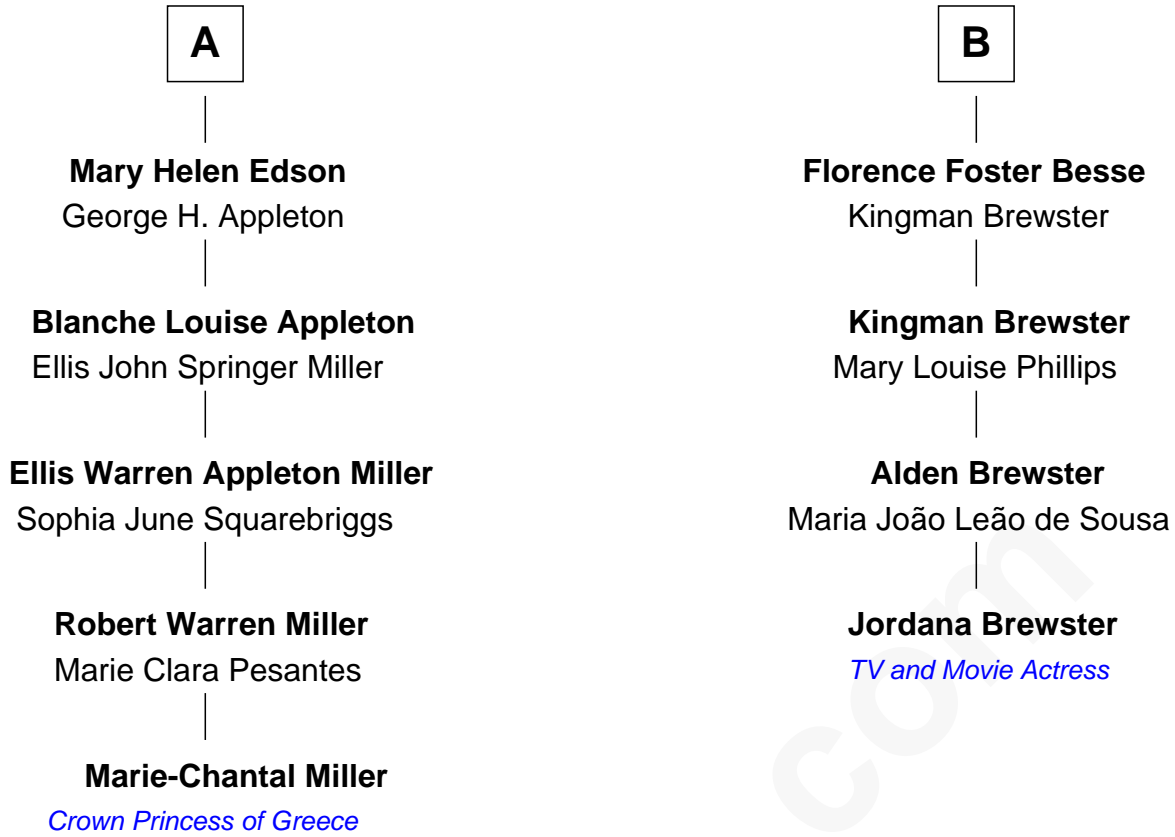 A
Mary Helen Edson
George H. Appleton
Blanche Louise Appleton
Ellis John Springer Miller
Ellis Warren Appleton Miller
Sophia June Squarebriggs
Robert Warren Miller
Marie Clara Pesantes
Marie-Chantal Miller
Crown Princess of Greece
B
Florence Foster Besse
Kingman Brewster
Kingman Brewster
Mary Louise Phillips
Alden Brewster
Maria João Leão de Sousa
Jordana Brewster
TV and Movie Actress
com